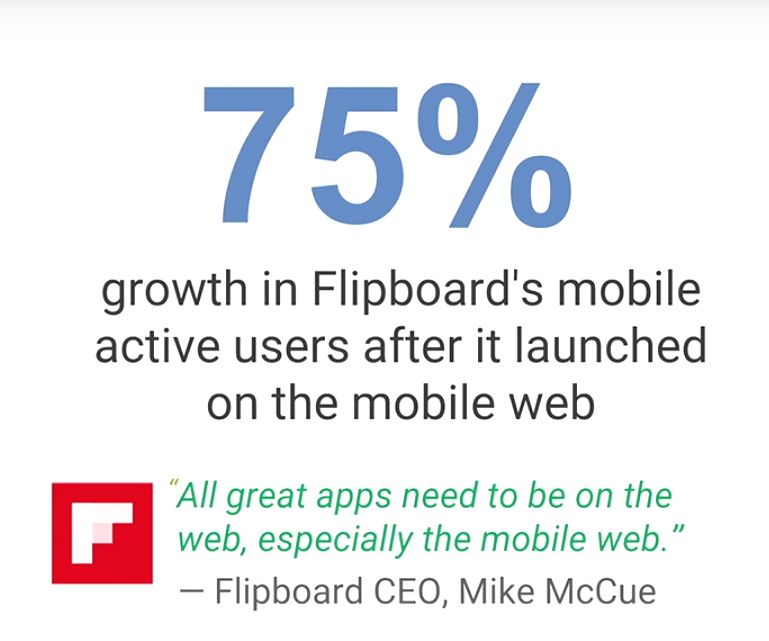 75%
growth in Flipboard's mobile
active users after it launched
on the mobile web
“All great apps need to be on the
web, especially the mobile web.”
— Flipboard CEO, Mike McCue